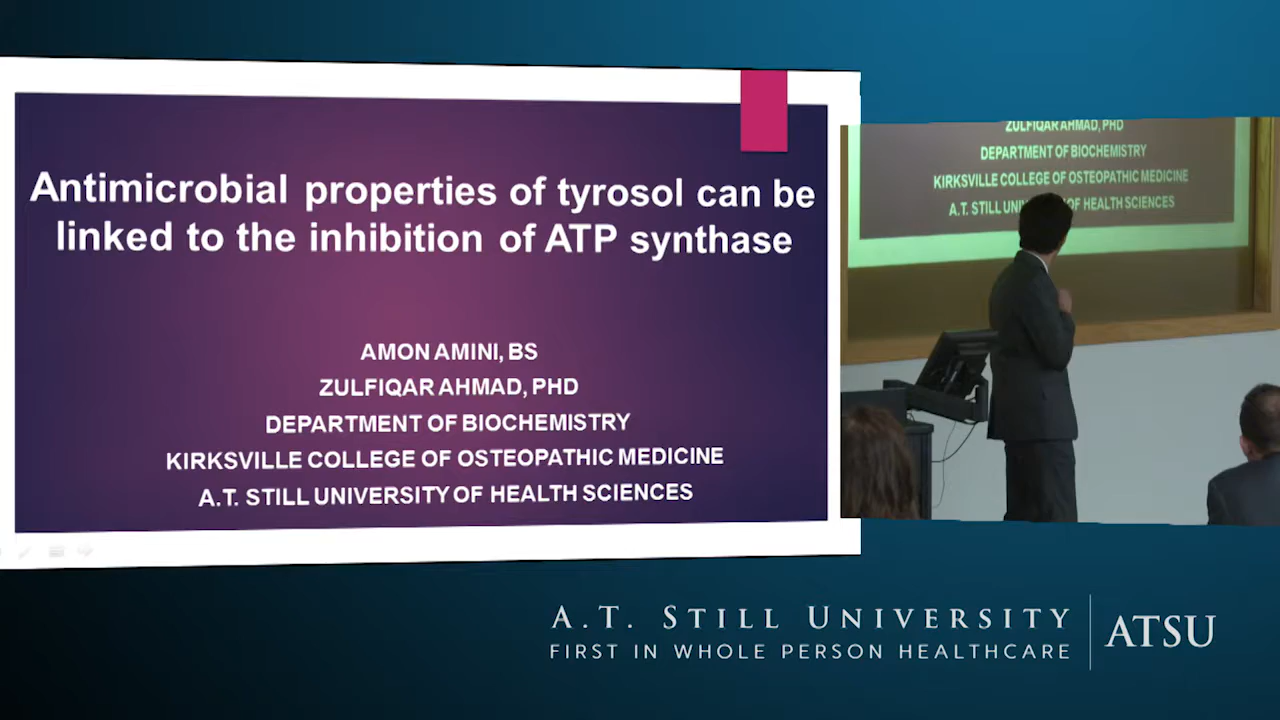 Antimicrobial properties of tyrosol can be
linked to the inhibition of ATP synthase
AMON AMINI, BS
ZULFIQAR AHMAD, PHD
DEPARTMENT OF BIOCHEMISTRY
KIRKSVILLE COLLEGE OF OSTEOPATHIC MEDICINE
A.T. STILL UNIVERSITY OF HEALTH SCIENCES
ZULFIQAR AHMAD, PHD
DEPARTMENT OF BIOCHEMISTRY
KIRKSVILLE COLLEGE OF OSTEOPATHIC MEDICINE
A.T. STILL UN OF HEALTH SCIENCES
A.T. STILL UNIVERSITY
FIRST IN WHOLE PERSON HEALTHCARE
ATSU